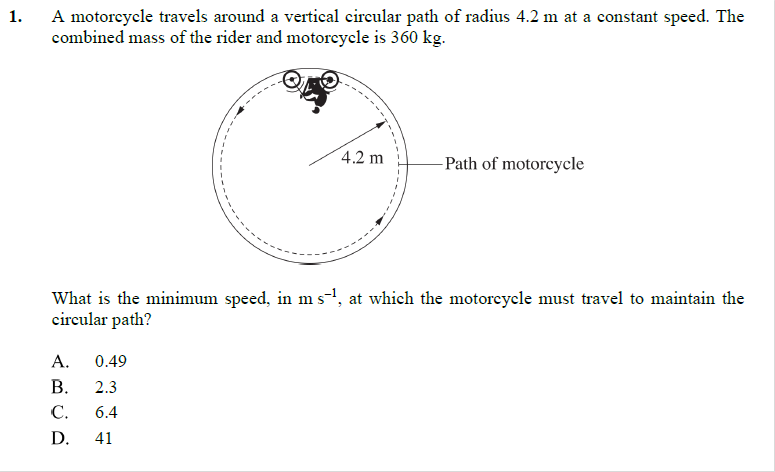 1. A motorcycle travels around a vertical circular path of radius 4.2 m at a constant speed. The
combined mass of the rider and motorcycle is 360 kg.
4.2 m
Path of motorcycle
What is the minimum speed, in m s⁻¹, at which the motorcycle must travel to maintain the
circular path?
A. 0.49
B. 2.3
C. 6.4
D. 41